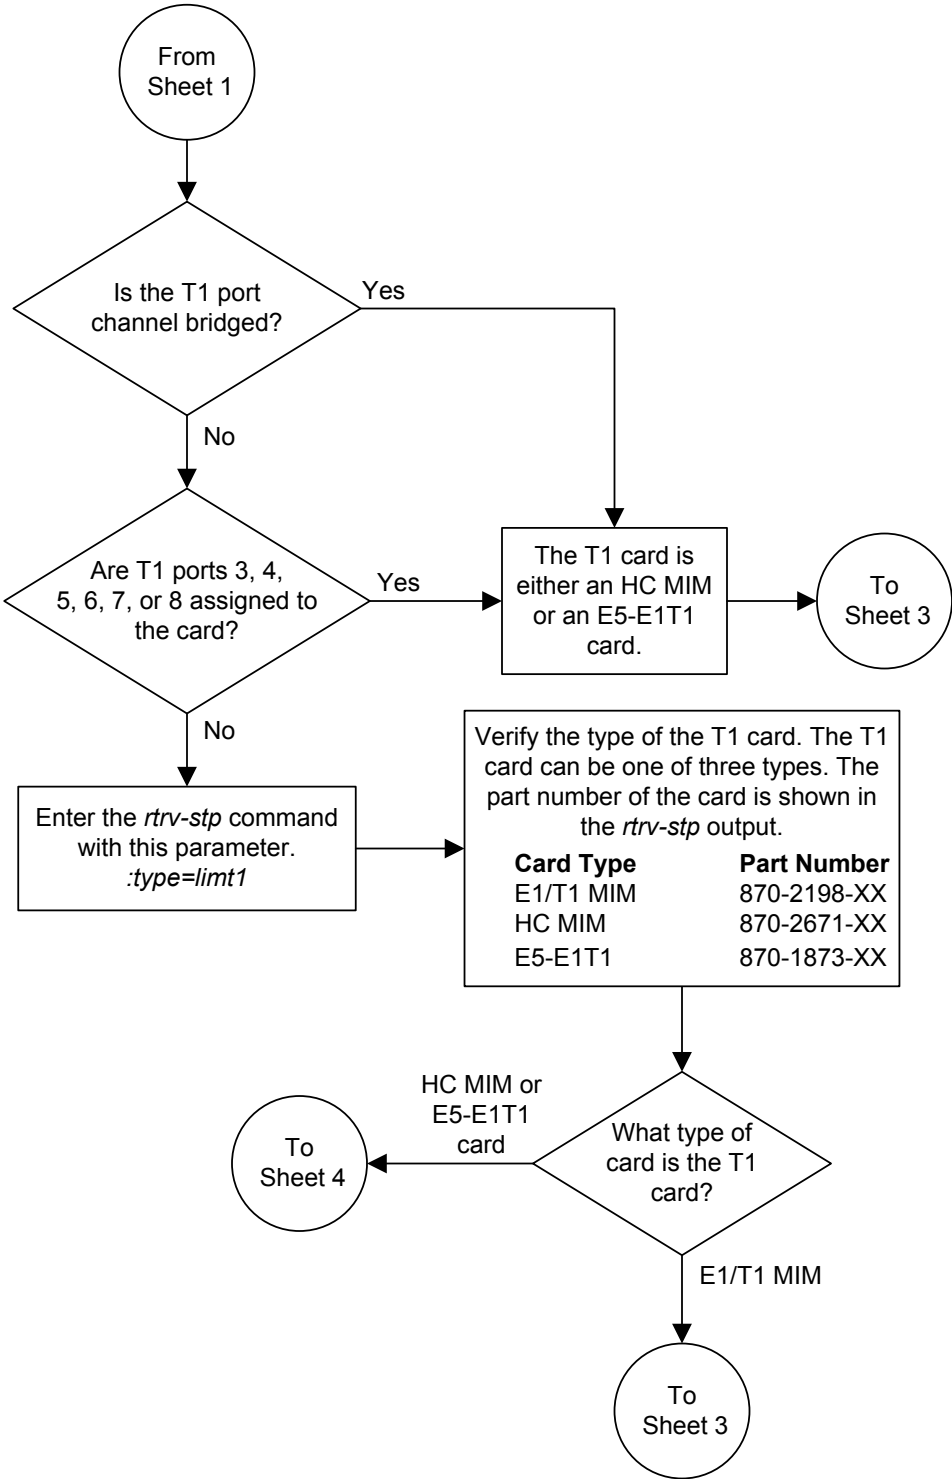 From
Sheet 1
Is the T1 port
channel bridged?
Yes
No
Are T1 ports 3, 4,
5, 6, 7, or 8 assigned to
the card?
Yes
The T1 card is
either an HC MIM
or an E5-E1T1
card.
To
Sheet 3
No
Enter the rtrv-stp command
with this parameter.
:type=limt1
Verify the type of the T1 card. The T1
card can be one of three types. The
part number of the card is shown in
the rtrv-stp output.
Card Type Part Number
E1/T1 MIM 870-2198-XX
HC MIM 870-2671-XX
E5-E1T1 870-1873-XX
What type of
card is the T1
card?
HC MIM or
E5-E1T1
card
To
Sheet 4
E1/T1 MIM
To
Sheet 3